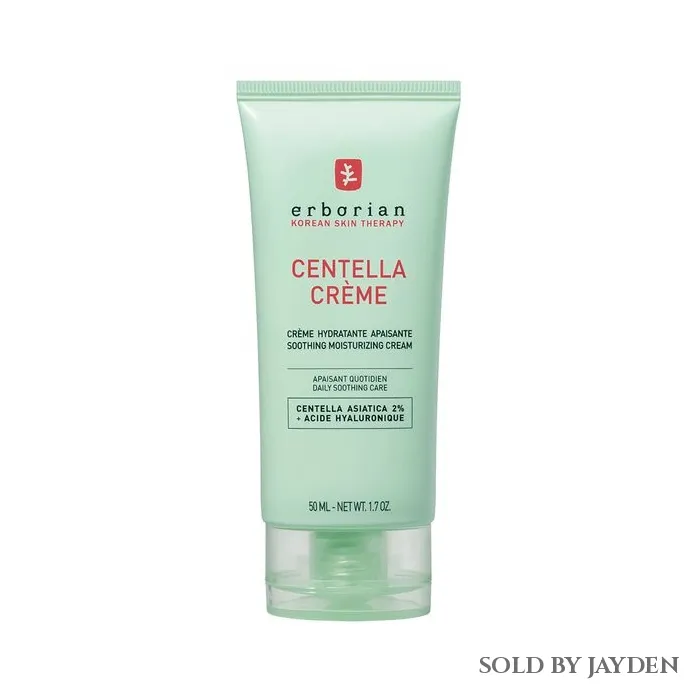 erborian
KOREAN SKIN THERAPY
CENTELLA
CRÈME
CRÈME HYDRATANTE APAISANTE
SOOTHING MOISTURIZING CREAM
APAISANT QUOTIDIEN
DAILY SOOTHING CARE
CENTELLA ASIATICA 2%
+ ACIDE HYALURONIQUE
50 ML - NET WT. 1.7 OZ.
SOLD BY JAYDEN